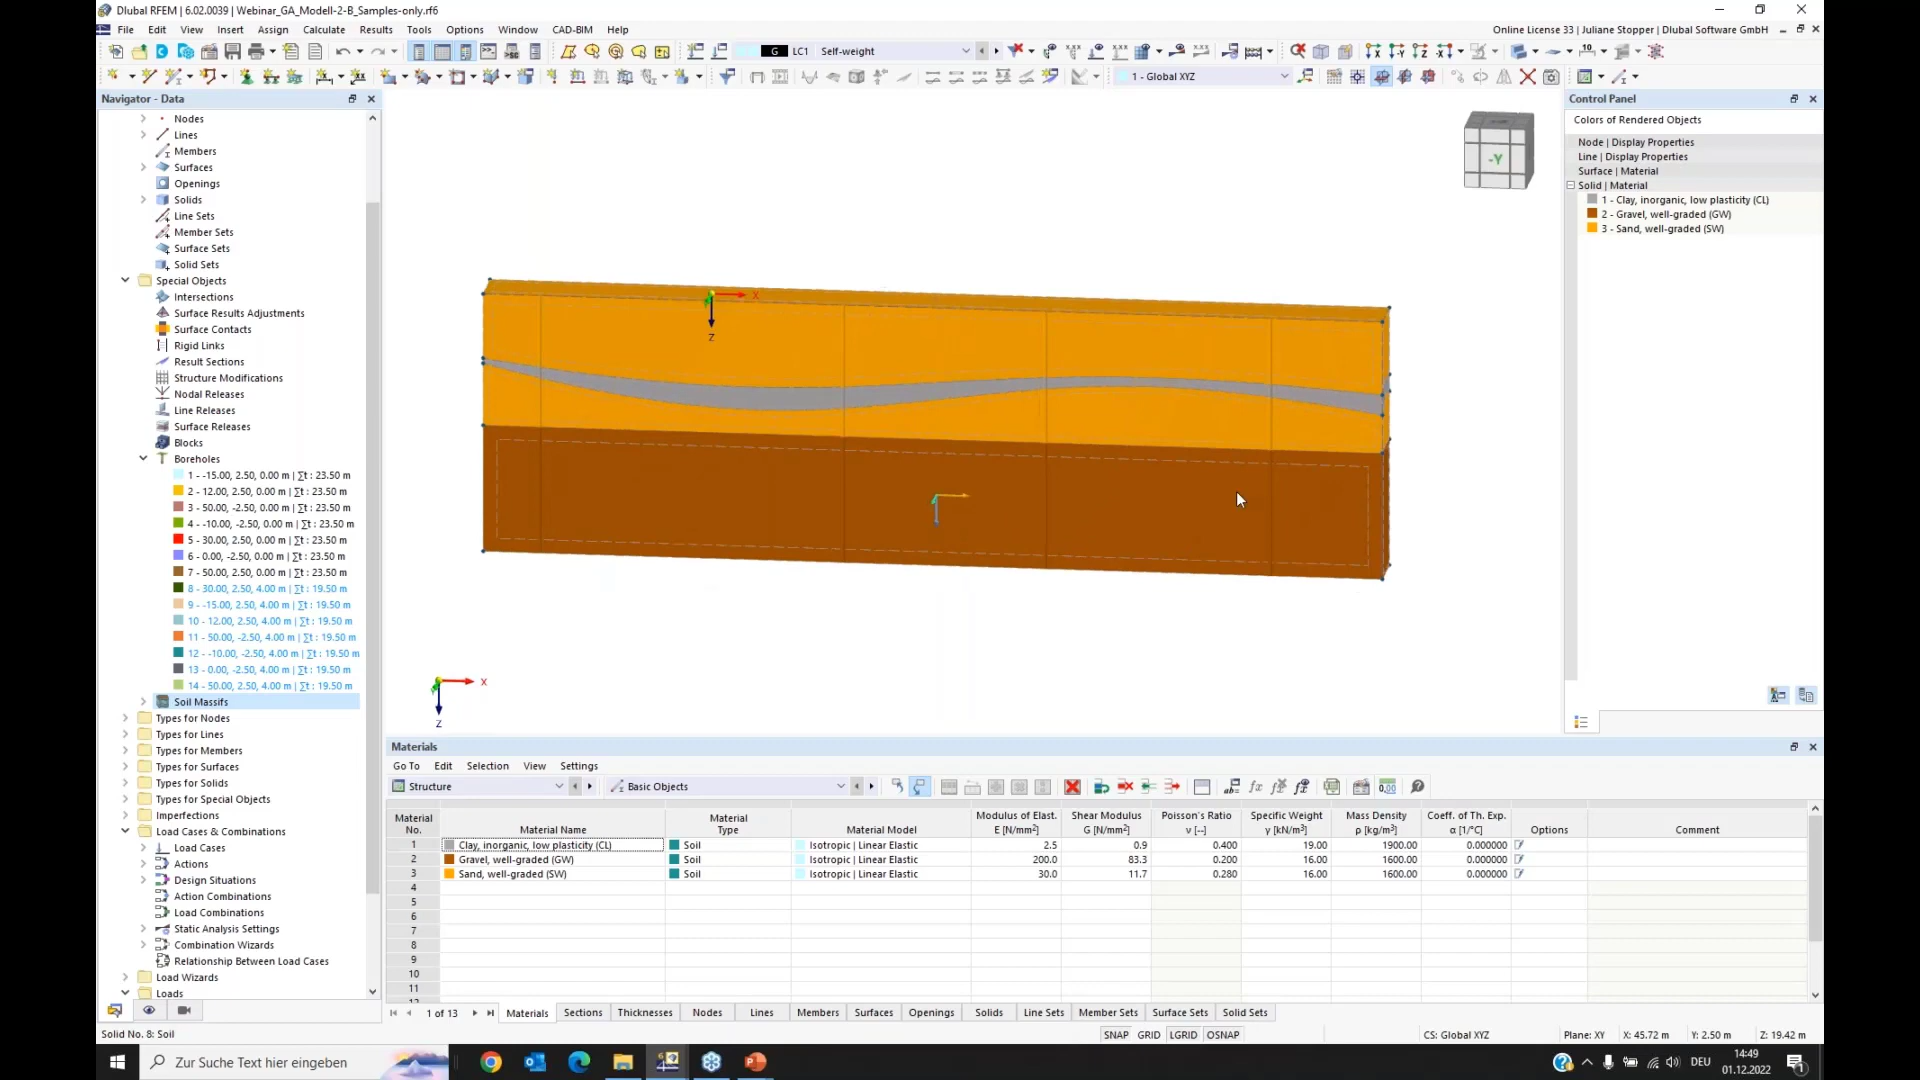 Dlubal RFEM | 6.02.0039 | Webinar_GA_Modell-2-B_Samples-only.rf6
File Edit View Insert Assign Calculate Results Tools Options Window CAD-BIM Help
Online License 33 | Juliane Stopper | Dlubal Software GmbH
G LC1 Self-weight
1 - Global XYZ
Navigator - Data
Nodes
Lines
Members
Surfaces
Openings
Solids
Line Sets
Member Sets
Surface Sets
Solid Sets
Special Objects
Intersections
Surface Results Adjustments
Surface Contacts
Rigid Links
Result Sections
Structure Modifications
Nodal Releases
Line Releases
Surface Releases
Blocks
Boreholes
1 - -15.00, 2.50, 0.00 m | ∑t : 23.50 m
2 - 12.00, 2.50, 0.00 m | ∑t : 23.50 m
3 - 50.00, -2.50, 0.00 m | ∑t : 23.50 m
4 - -10.00, -2.50, 0.00 m | ∑t : 23.50 m
5 - 30.00, 2.50, 0.00 m | ∑t : 23.50 m
6 - 0.00, -2.50, 0.00 m | ∑t : 23.50 m
7 - 50.00, 2.50, 0.00 m | ∑t : 23.50 m
8 - 30.00, 2.50, 4.00 m | ∑t : 19.50 m
9 - -15.00, 2.50, 4.00 m | ∑t : 19.50 m
10 - 12.00, 2.50, 4.00 m | ∑t : 19.50 m
11 - 50.00, -2.50, 4.00 m | ∑t : 19.50 m
12 - -10.00, -2.50, 4.00 m | ∑t : 19.50 m
13 - 0.00, -2.50, 4.00 m | ∑t : 19.50 m
14 - 50.00, 2.50, 4.00 m | ∑t : 19.50 m
Soil Massifs
Types for Nodes
Types for Lines
Types for Members
Types for Surfaces
Types for Solids
Types for Special Objects
Imperfections
Load Cases & Combinations
Load Cases
Actions
Design Situations
Action Combinations
Load Combinations
Static Analysis Settings
Combination Wizards
Relationship Between Load Cases
Load Wizards
Loads
X
Z
X
Z
-Y
Control Panel
Colors of Rendered Objects
Node | Display Properties
Line | Display Properties
Surface | Material
Solid | Material
1 - Clay, inorganic, low plasticity (CL)
2 - Gravel, well-graded (GW)
3 - Sand, well-graded (SW)
Materials
Go To Edit Selection View Settings
Structure Basic Objects
Material No. Material Name Material Type Material Model Modulus of Elast. E [N/mm²] Shear Modulus G [N/mm²] Poisson's Ratio ν [--] Specific Weight γ [kN/m³] Mass Density ρ [kg/m³] Coeff. of Th. Exp. α [1/°C] Options Comment
1 Clay, inorganic, low plasticity (CL) Soil Isotropic | Linear Elastic 2.5 0.9 0.400 19.00 1900.00 0.000000
2 Gravel, well-graded (GW) Soil Isotropic | Linear Elastic 200.0 83.3 0.200 16.00 1600.00 0.000000
3 Sand, well-graded (SW) Soil Isotropic | Linear Elastic 30.0 11.7 0.280 16.00 1600.00 0.000000
4
5
6
7
8
9
10
11
12
1 of 13 Materials Sections Thicknesses Nodes Lines Members Surfaces Openings Solids Line Sets Member Sets Surface Sets Solid Sets
Solid No. 8: Soil
SNAP GRID LGRID OSNAP CS: Global XYZ Plane: XY X: 45.72 m Y: 2.50 m Z: 19.42 m
Zur Suche Text hier eingeben
DEU
14:49
01.12.2022